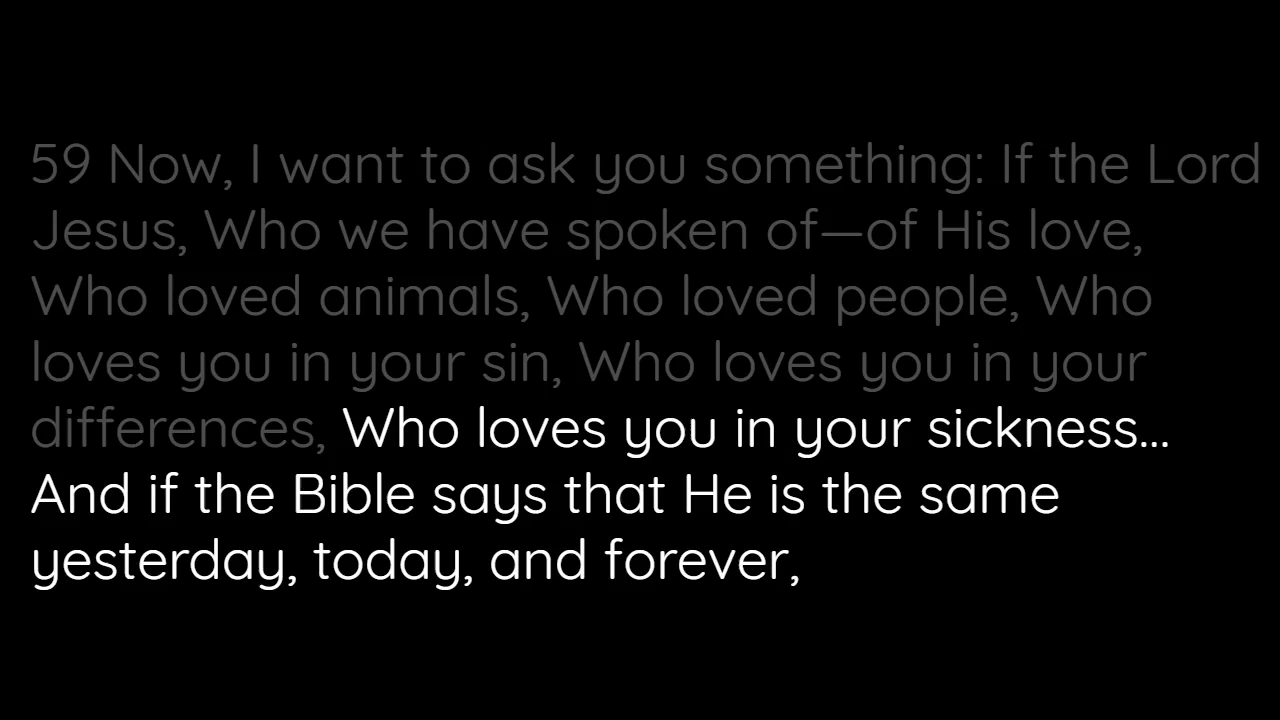 59 Now, I want to ask you something: If the Lord
Jesus, Who we have spoken of—of His love,
Who loved animals, Who loved people, Who
loves you in your sin, Who loves you in your
differences, Who loves you in your sickness...
And if the Bible says that He is the same
yesterday, today, and forever,